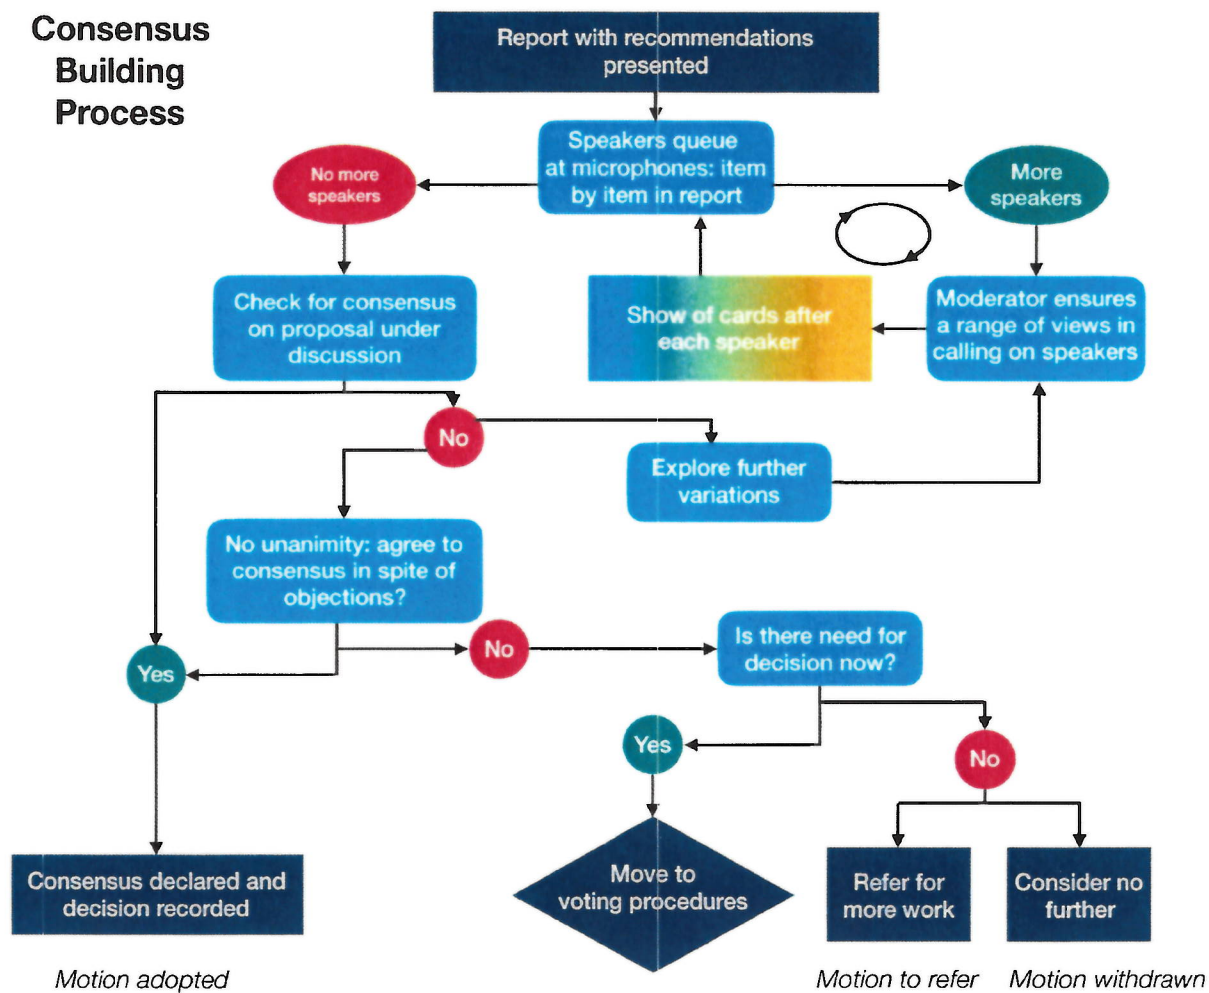 Consensus
Building
Process
Report with recommendations
presented
Speakers queue
at microphones: item
by item in report
No more
speakers
More
speakers
Check for consensus
on proposal under
discussion
Show of cards after
each speaker
Moderator ensures
a range of views in
calling on speakers
No
Explore further
variations
No unanimity: agree to
consensus in spite of
objections?
Yes
No
Is there need for
decision now?
Yes
No
Consensus declared and
decision recorded
Move to
voting procedures
Refer for
more work
Consider no
further
Motion adopted
Motion to refer
Motion withdrawn